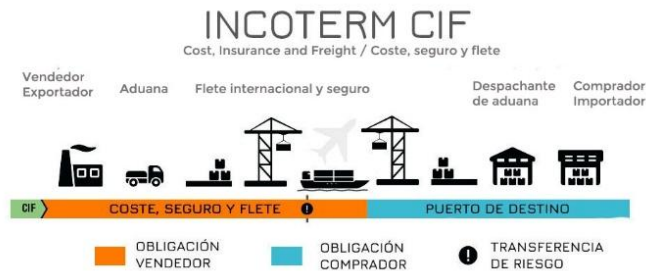 INCOTERM CIF
Cost, Insurance and Freight / Coste, seguro y flete
Vendedor
Exportador
Aduana
Flete internacional y seguro
Despachante
de aduana
Comprador
Importador
CIF
COSTE, SEGURO Y FLETE
!
PUERTO DE DESTINO
OBLIGACIÓN
VENDEDOR
OBLIGACIÓN
COMPRADOR
!
TRANSFERENCIA
DE RIESGO